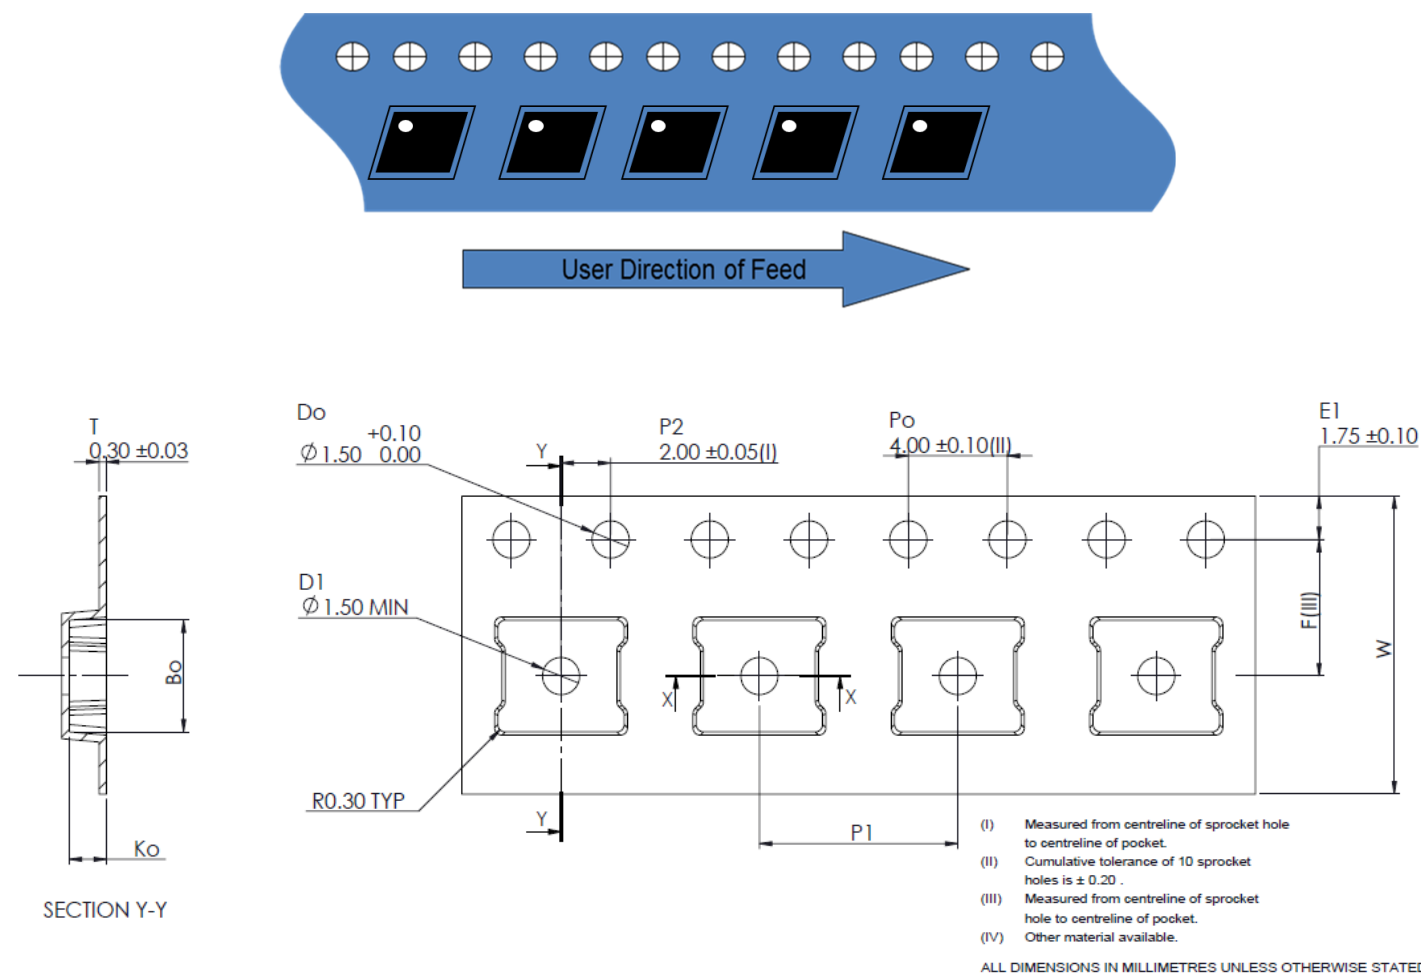 User Direction of Feed
T
0.30 ±0.03
Do
∅1.50 +0.10 0.00
Y
P2
2.00 ±0.05(I)
Po
4.00 ±0.10(II)
E1
1.75 ±0.10
D1
∅1.50 MIN
F(III)
W
Bo
X
X
R0.30 TYP
Y
P1
Ko
SECTION Y-Y
(I) Measured from centreline of sprocket hole
to centreline of pocket.
(II) Cumulative tolerance of 10 sprocket
holes is ± 0.20 .
(III) Measured from centreline of sprocket
hole to centreline of pocket.
(IV) Other material available.
ALL DIMENSIONS IN MILLIMETRES UNLESS OTHERWISE STATED